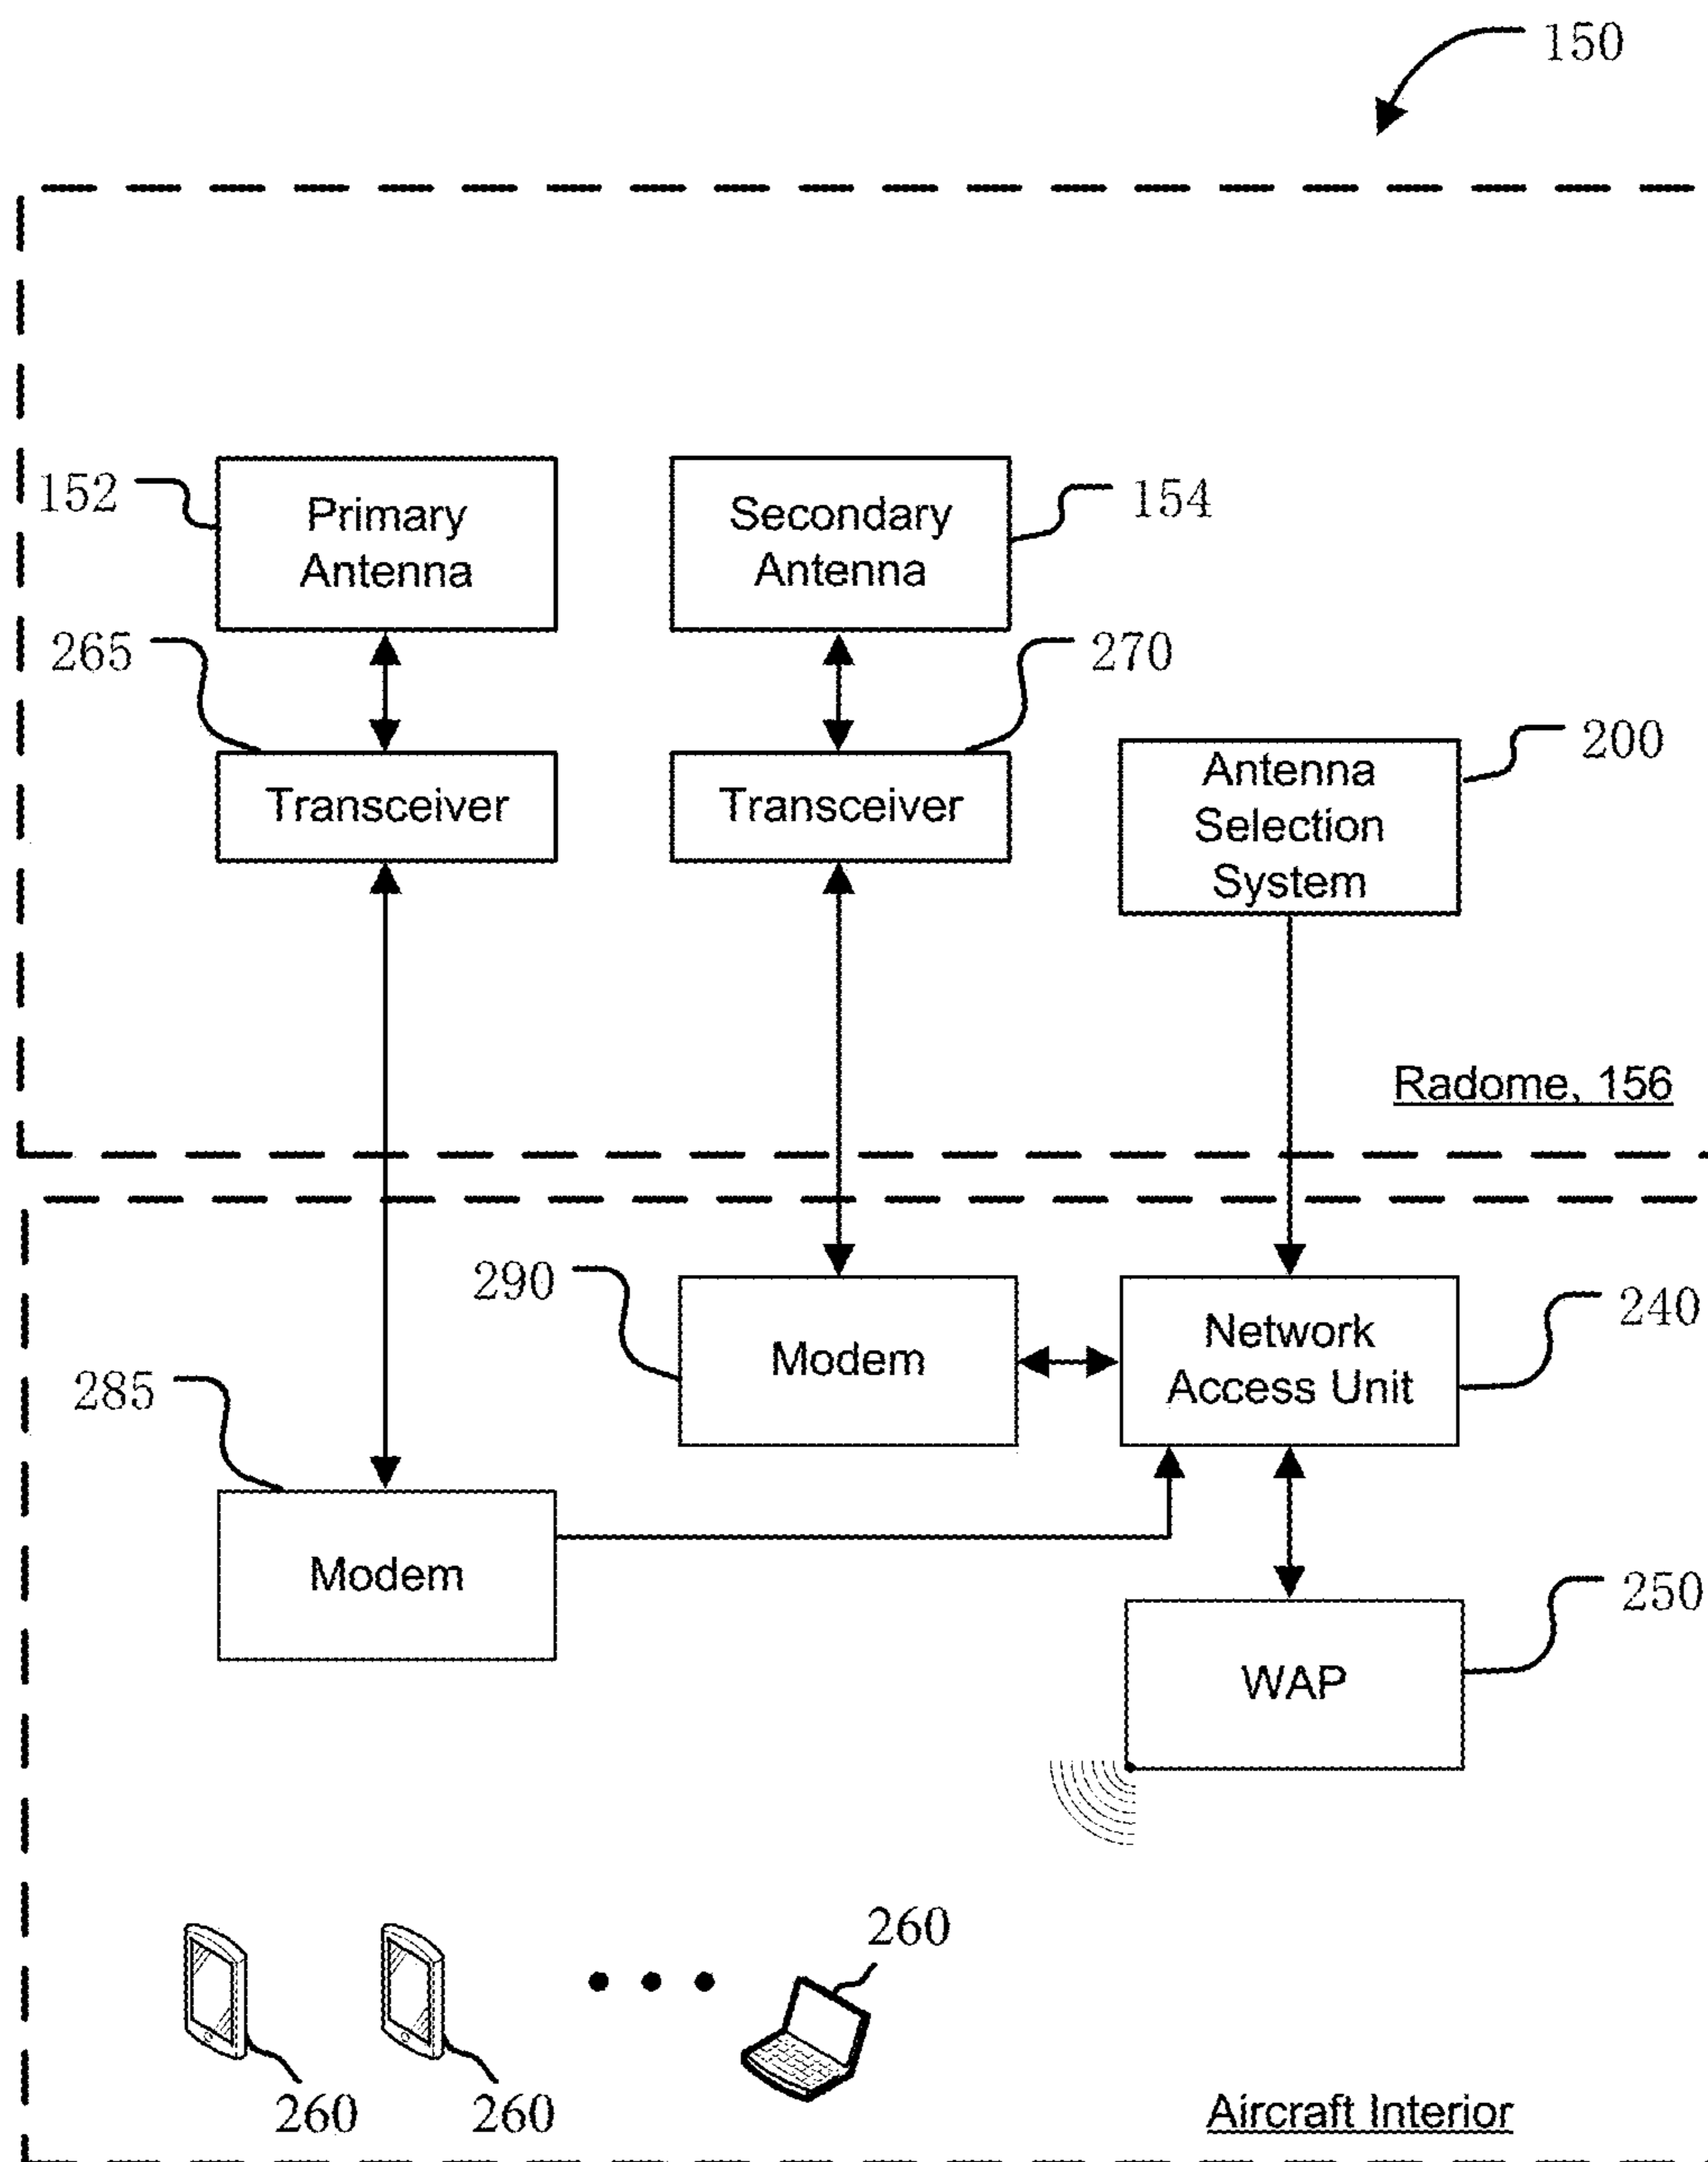 150
152
Primary
Antenna
Secondary
Antenna
154
265
270
Transceiver
Transceiver
Antenna
Selection
System
200
Radome, 156
290
Modem
Network
Access Unit
240
285
Modem
250
WAP
260
260
260
Aircraft Interior